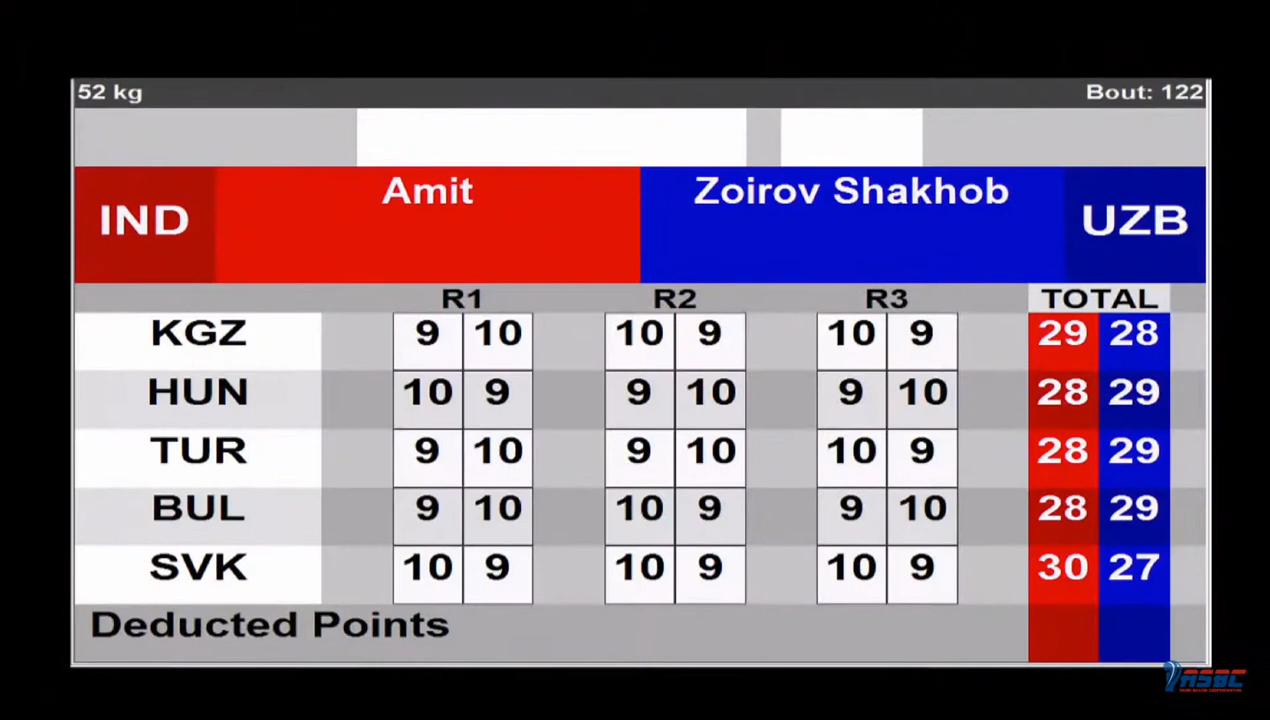 52 kg Bout: 122
IND Amit Zoirov Shakhob UZB
R1 R2 R3 TOTAL
KGZ 9 10 10 9 10 9 29 28
HUN 10 9 9 10 9 10 28 29
TUR 9 10 9 10 10 9 28 29
BUL 9 10 10 9 9 10 28 29
SVK 10 9 10 9 10 9 30 27
Deducted Points
ASBC